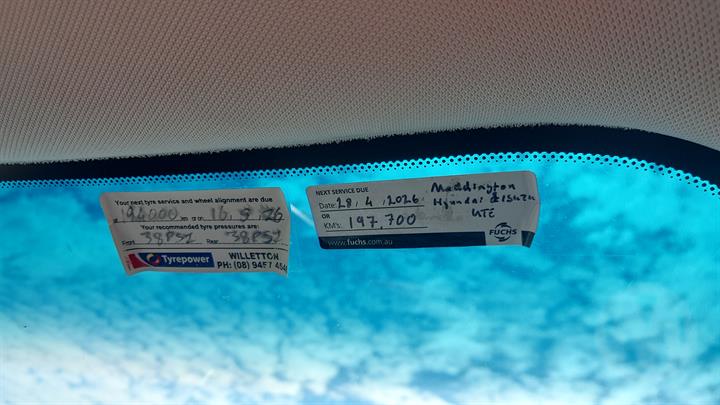 Your next tyre service and wheel alignment are due
at 194000 km or on 16. 3 26
Your recommended tyre pressures are:
Front 38PSI Rear 38PSI
Tyrepower
WILLETTON
PH: (08) 9457 4544
NEXT SERVICE DUE
Date: 28. 4 .2026.
OR
KM's: 197,700
Maddington
Hyundai & ISUZU
UTE
www.fuchs.com.au
FUCHS